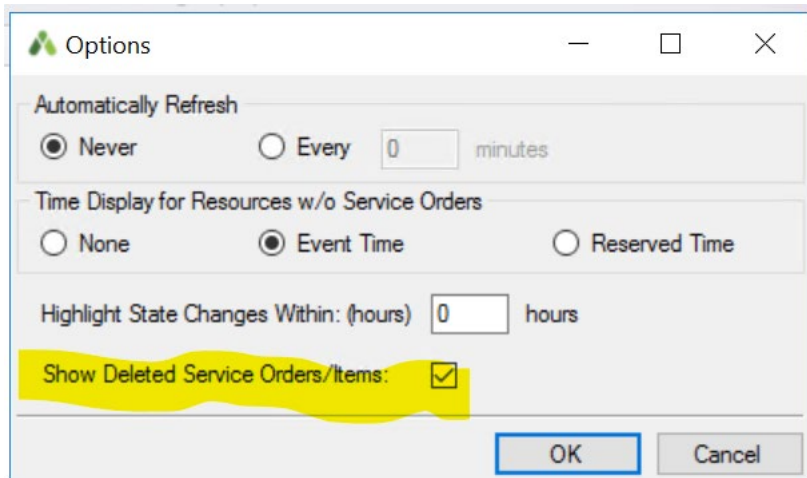 Options
Automatically Refresh
Never Every 0 minutes
Time Display for Resources w/o Service Orders
None Event Time Reserved Time
Highlight State Changes Within: (hours) 0 hours
Show Deleted Service Orders/Items:
OK Cancel